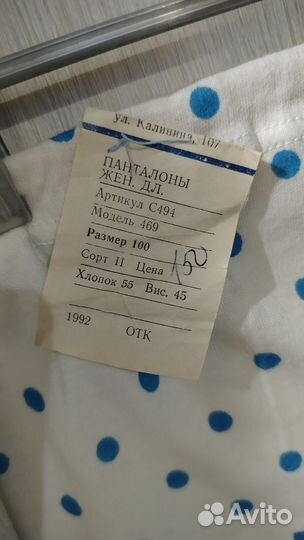 ул. Калинина, 107
ПАНТАЛОНЫ
ЖЕН. ДЛ.
Артикул С494
Модель 469
Размер 100
Сорт II Цена 150
Хлопок 55 Вис. 45
1992 ОТК
Avito